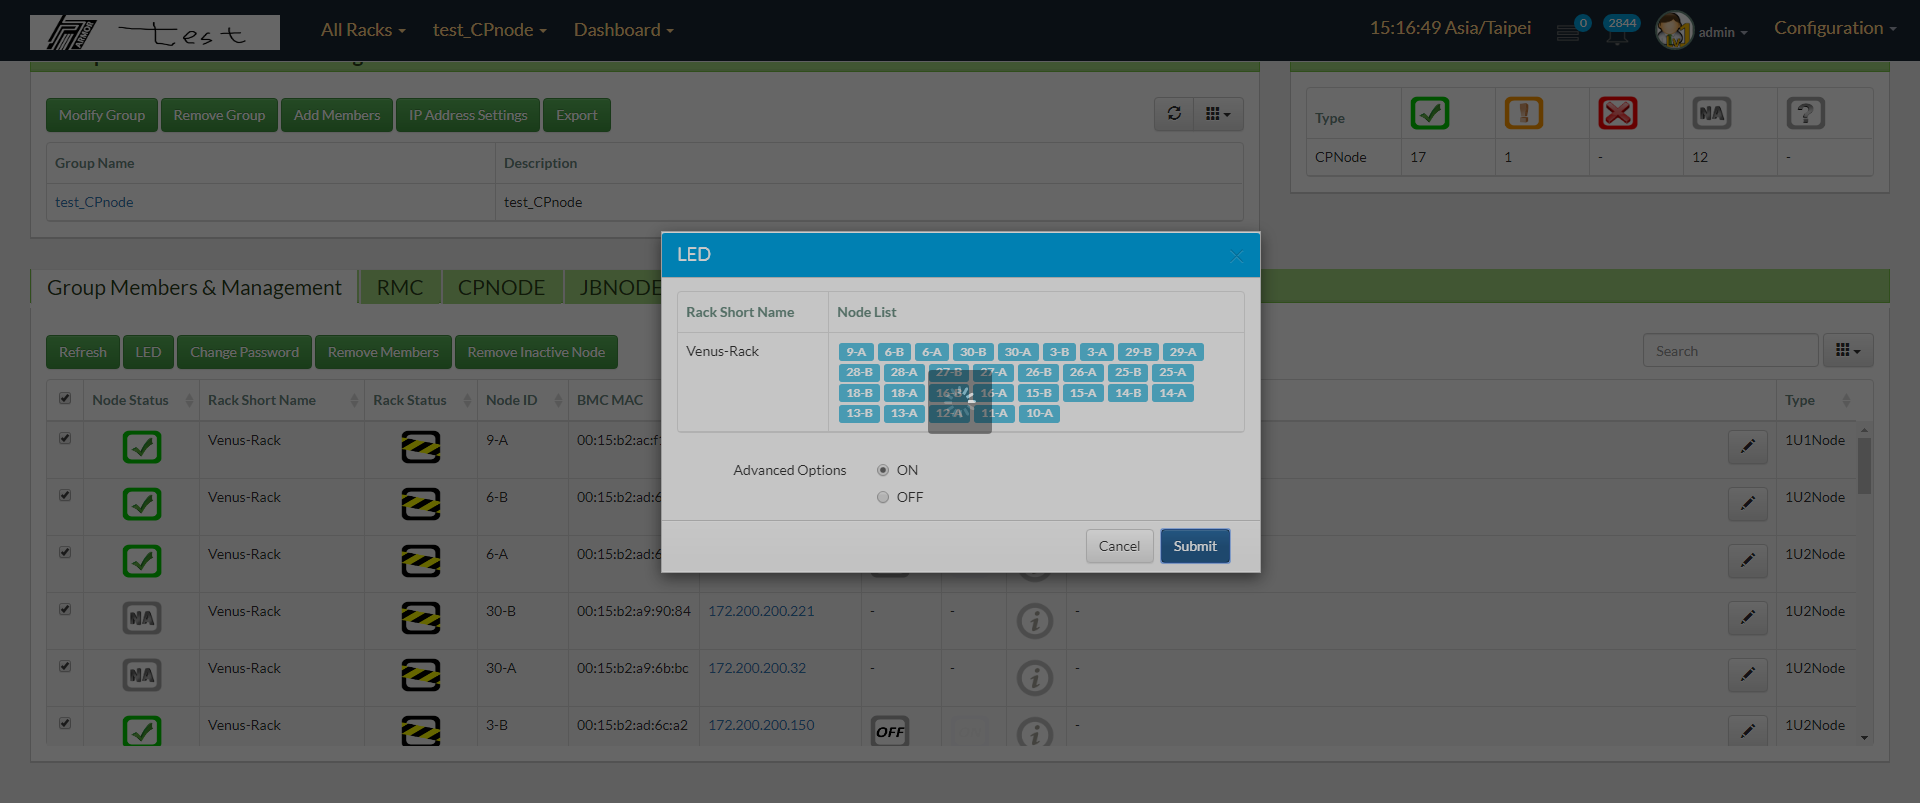 ARMOR test All Racks test_CPnode Dashboard 15:16:49 Asia/Taipei 0 2844 admin Configuration
Modify Group Remove Group Add Members IP Address Settings Export
Group Name Description
test_CPnode test_CPnode
Type NA ?
CPNode 17 1 - 12 -
Group Members & Management RMC CPNODE JBNODE
Refresh LED Change Password Remove Members Remove Inactive Node Search
Node Status Rack Short Name Rack Status Node ID BMC MAC Type
Venus-Rack 9-A 00:15:b2:ac:f 1U1Node
Venus-Rack 6-B 00:15:b2:ad:6 1U2Node
Venus-Rack 6-A 00:15:b2:ad:6 1U2Node
NA Venus-Rack 30-B 00:15:b2:a9:90:84 172.200.200.221 - - i - 1U2Node
NA Venus-Rack 30-A 00:15:b2:a9:6b:bc 172.200.200.32 - - i - 1U2Node
Venus-Rack 3-B 00:15:b2:ad:6c:a2 172.200.200.150 OFF i - 1U2Node
LED
Rack Short Name Node List
Venus-Rack 9-A 6-B 6-A 30-B 30-A 3-B 3-A 29-B 29-A
28-B 28-A 27-B 27-A 26-B 26-A 25-B 25-A
18-B 18-A 16-B 16-A 15-B 15-A 14-B 14-A
13-B 13-A 12-A 11-A 10-A
Advanced Options ON
OFF
Cancel Submit